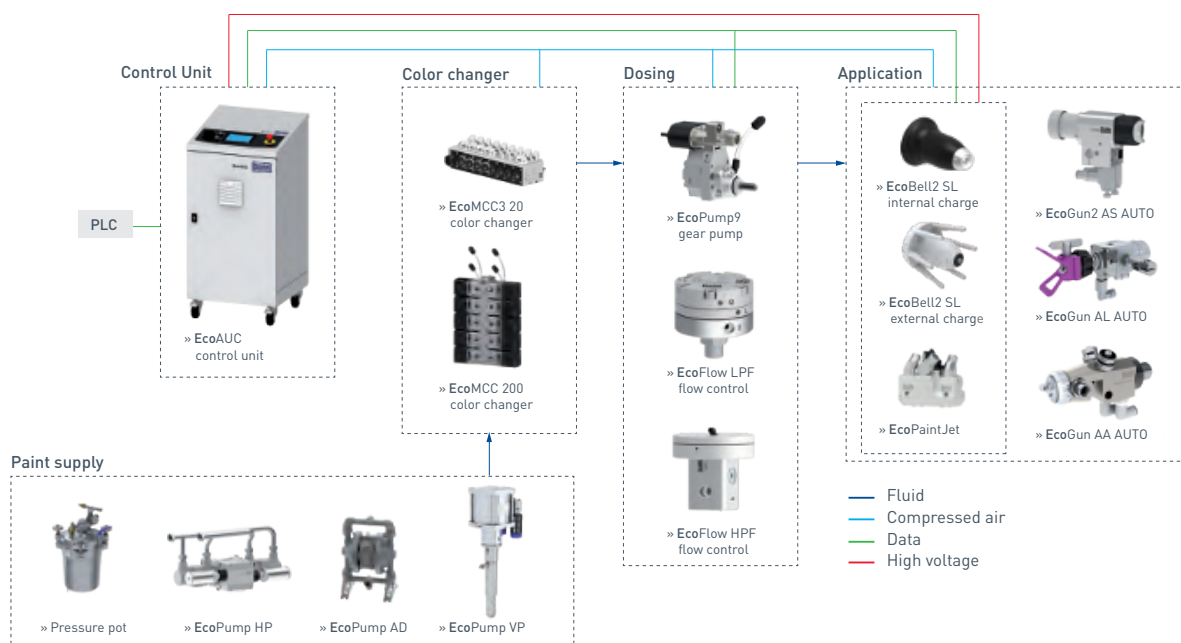 Control Unit
Color changer
Dosing
Application
PLC
» EcoAUC
control unit
» EcoMCC3 20
color changer
» EcoMCC 200
color changer
» EcoPump9
gear pump
» EcoFlow LPF
flow control
» EcoFlow HPF
flow control
» EcoBell2 SL
internal charge
» EcoBell2 SL
external charge
» EcoPaintJet
» EcoGun2 AS AUTO
» EcoGun AL AUTO
» EcoGun AA AUTO
Paint supply
» Pressure pot
» EcoPump HP
» EcoPump AD
» EcoPump VP
Fluid
Compressed air
Data
High voltage